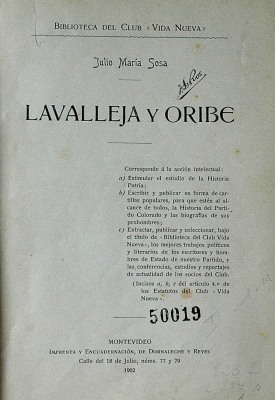 BIBLIOTECA DEL CLUB «VIDA NUEVA»
Julio María Sosa
LAVALLEJA Y ORIBE
Corresponde á la acción intelectual:
a) Estimular el estudio de la Historia
Patria;
b) Escribir y publicar en forma de car-
tillas populares, para que estén al al-
cance de todos, la Historia del Parti-
do Colorado y las biografías de sus
prohombres;
c) Extractar, publicar y coleccionar, bajo
el título de «Biblioteca del Club Vida
Nueva», los mejores trabajos políticos
y literarios de los escritores y hom-
bres de Estado de nuestro Partido, y
las conferencias, estudios y reportajes
de actualidad de los socios del Club.
(Incisos a, b, c del artículo 4.º de
los Estatutos del Club «Vida
Nueva».)
50019
MONTEVIDEO
IMPRENTA Y ENCUADERNACIÓN, DE DORNALECHE Y REYES
Calle del 18 de Julio, núms. 77 y 79
1902